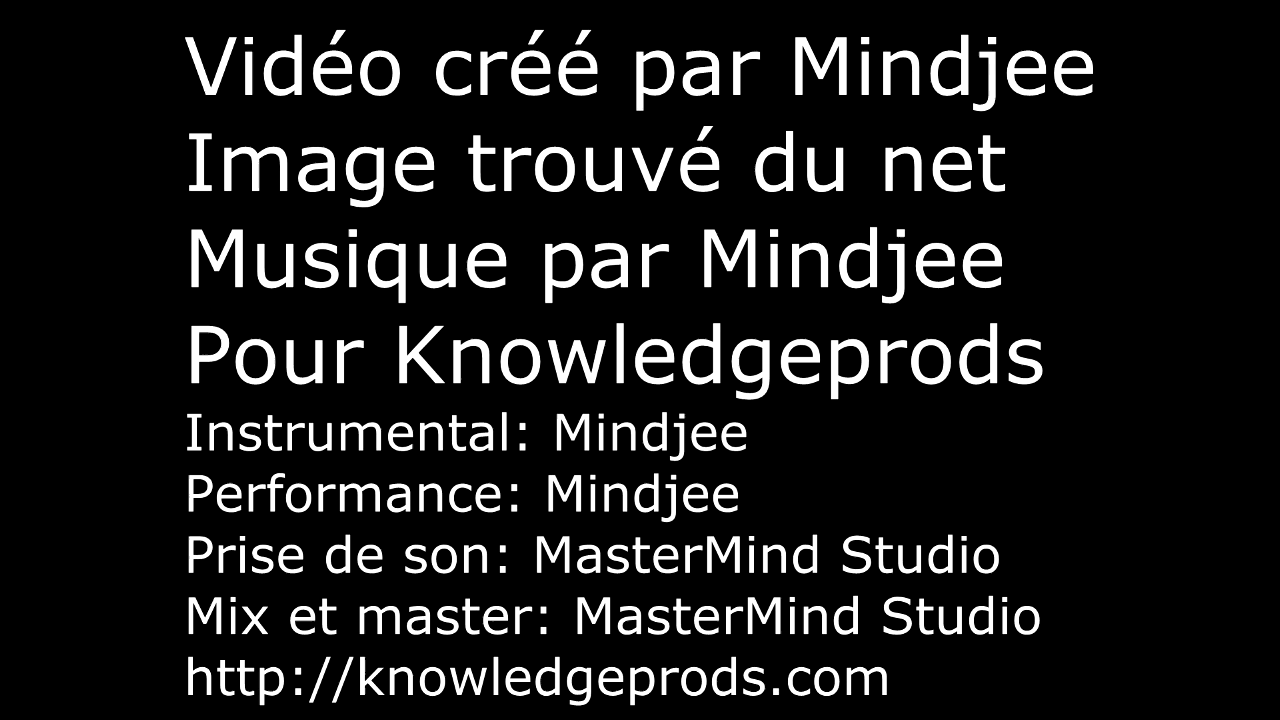 Vidéo créé par Mindjee
Image trouvé du net
Musique par Mindjee
Pour Knowledgeprods
Instrumental: Mindjee
Performance: Mindjee
Prise de son: MasterMind Studio
Mix et master: MasterMind Studio
http://knowledgeprods.com